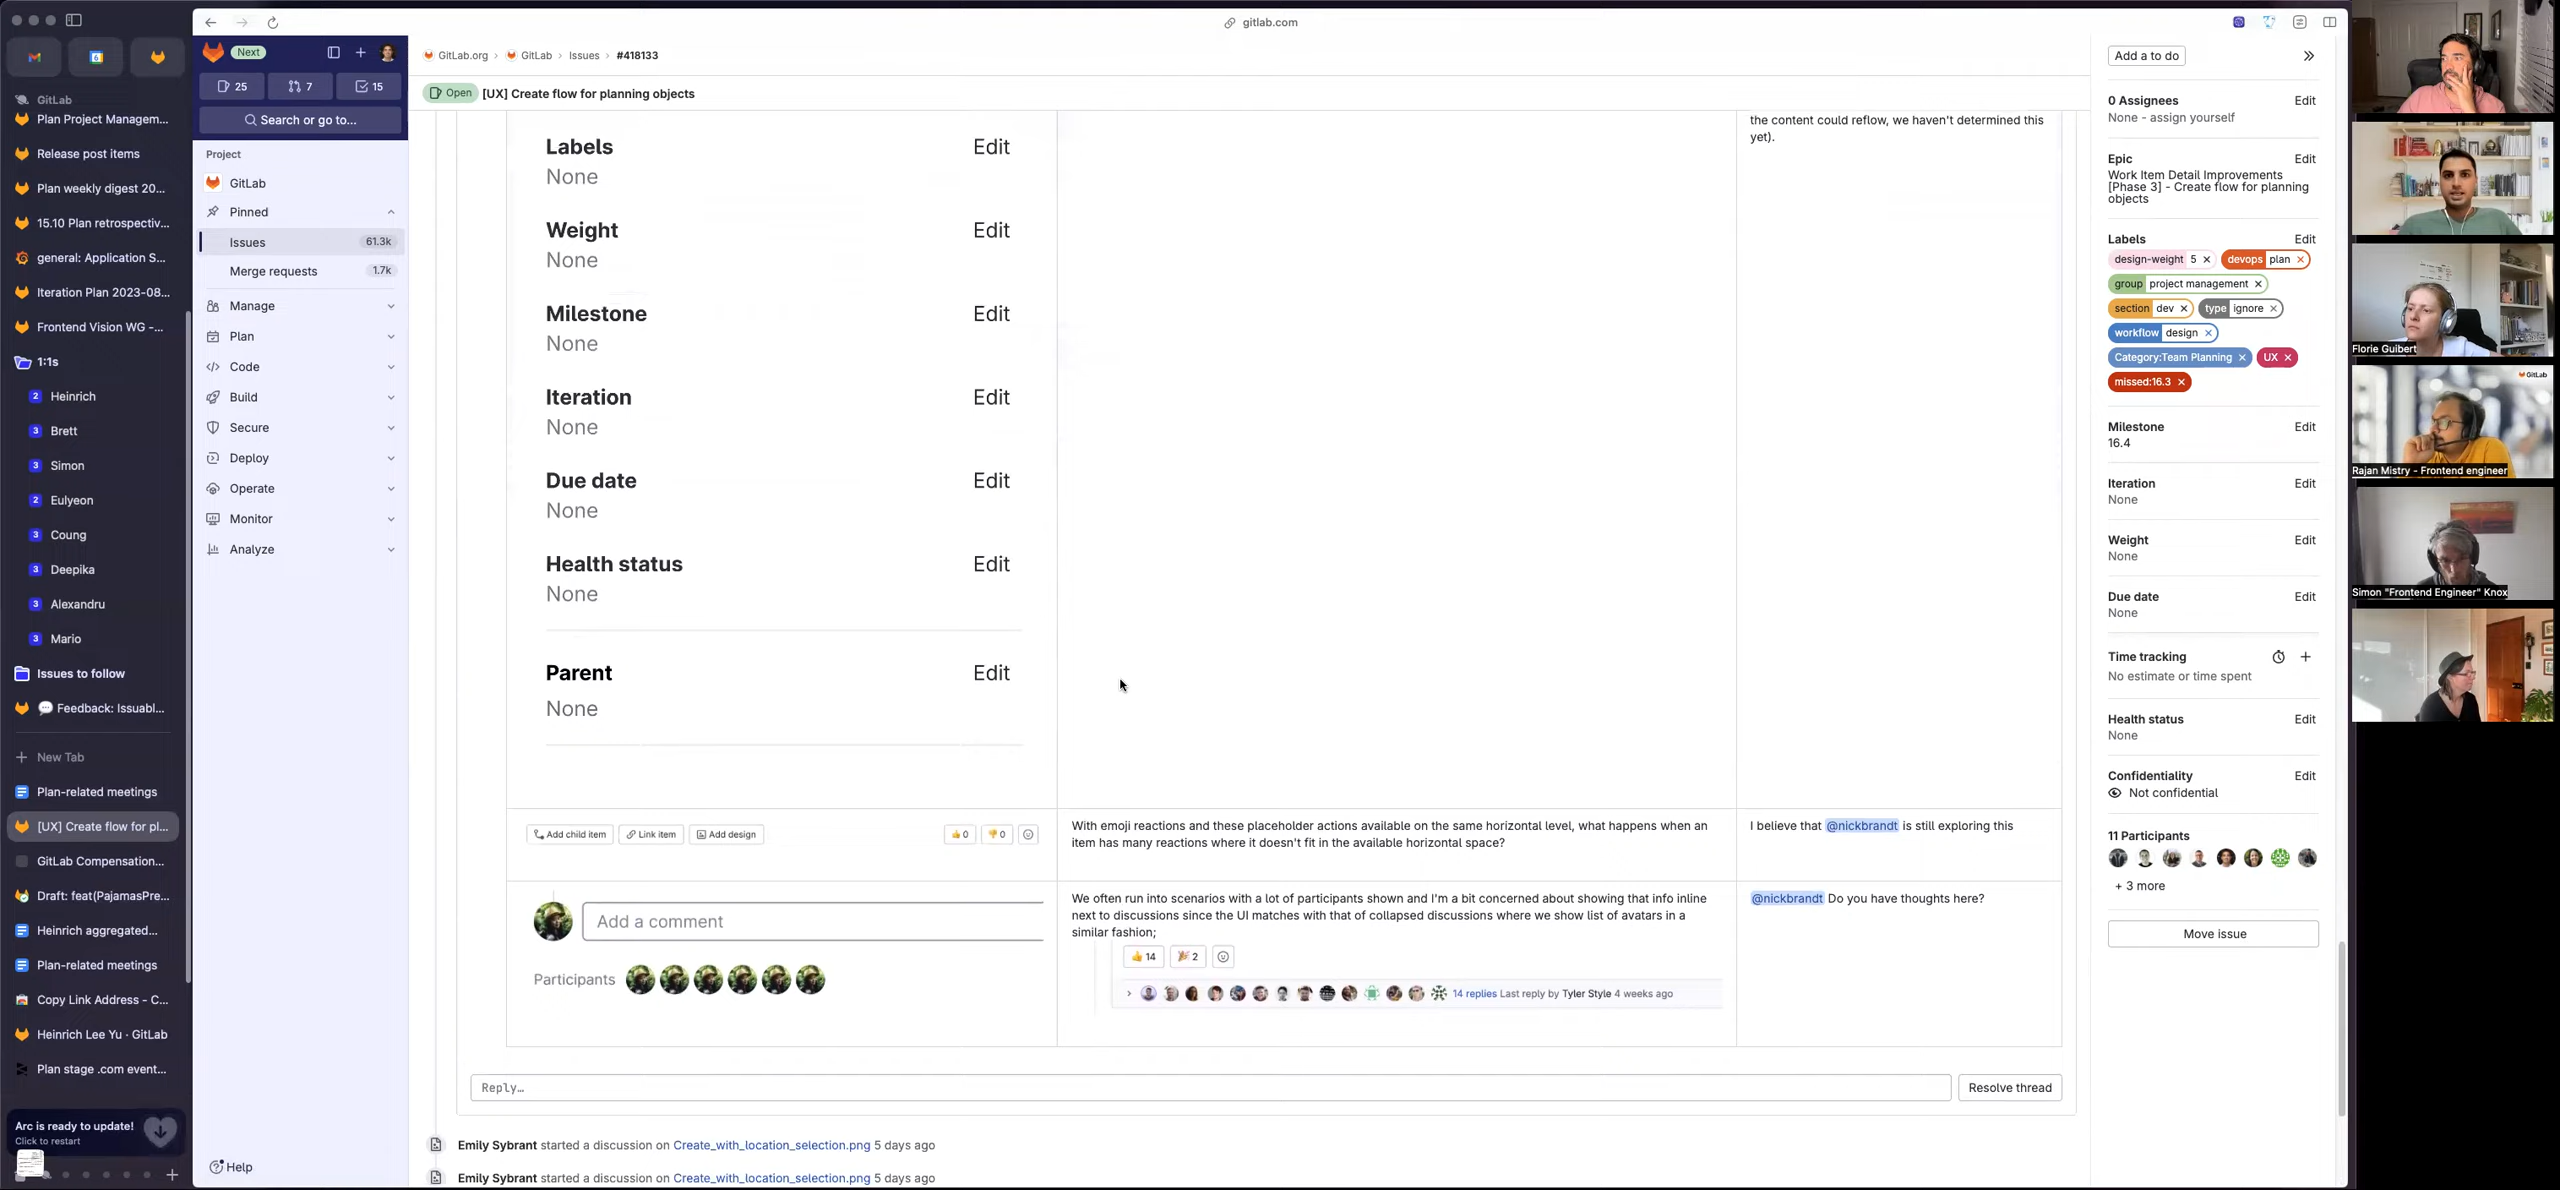 gitlab.com
GitLab
Plan Project Managem...
Release post items
Plan weekly digest 20...
15.10 Plan retrospectiv...
general: Application S...
Iteration Plan 2023-08...
Frontend Vision WG -...
1:1s
2 Heinrich
3 Brett
3 Simon
2 Eulyeon
3 Coung
3 Deepika
3 Alexandru
3 Mario
Issues to follow
💬 Feedback: Issuabl...
New Tab
Plan-related meetings
[UX] Create flow for pl...
GitLab Compensation...
Draft: feat(PajamasPre...
Heinrich aggregated...
Plan-related meetings
Copy Link Address - C...
Heinrich Lee Yu · GitLab
Plan stage .com event...
Arc is ready to update!
Click to restart
Next
25 7 15
Search or go to...
Project
GitLab
Pinned
Issues 61.3k
Merge requests 1.7k
Manage
Plan
Code
Build
Secure
Deploy
Operate
Monitor
Analyze
Help
GitLab.org › GitLab › Issues › #418133
Open [UX] Create flow for planning objects
Labels Edit
None
Weight Edit
None
Milestone Edit
None
Iteration Edit
None
Due date Edit
None
Health status Edit
None
Parent Edit
None
the content could reflow, we haven't determined this
yet).
Add child item Link item Add design 👍 0 👎 0
With emoji reactions and these placeholder actions available on the same horizontal level, what happens when an
item has many reactions where it doesn't fit in the available horizontal space?
I believe that @nickbrandt is still exploring this
Add a comment
Participants
We often run into scenarios with a lot of participants shown and I'm a bit concerned about showing that info inline
next to discussions since the UI matches with that of collapsed discussions where we show list of avatars in a
similar fashion;
👍 14 🎉 2
14 replies Last reply by Tyler Style 4 weeks ago
@nickbrandt Do you have thoughts here?
Reply…
Resolve thread
Emily Sybrant started a discussion on Create_with_location_selection.png 5 days ago
Emily Sybrant started a discussion on Create_with_location_selection.png 5 days ago
Add a to do
0 Assignees Edit
None - assign yourself
Epic Edit
Work Item Detail Improvements
[Phase 3] - Create flow for planning
objects
Labels Edit
design-weight 5 × devops plan ×
group project management ×
section dev × type ignore ×
workflow design ×
Category:Team Planning × UX ×
missed:16.3 ×
Milestone Edit
16.4
Iteration Edit
None
Weight Edit
None
Due date Edit
None
Time tracking
No estimate or time spent
Health status Edit
None
Confidentiality Edit
Not confidential
11 Participants
+ 3 more
Move issue
Florie Guibert
GitLab
Rajan Mistry - Frontend engineer
Simon "Frontend Engineer" Knox